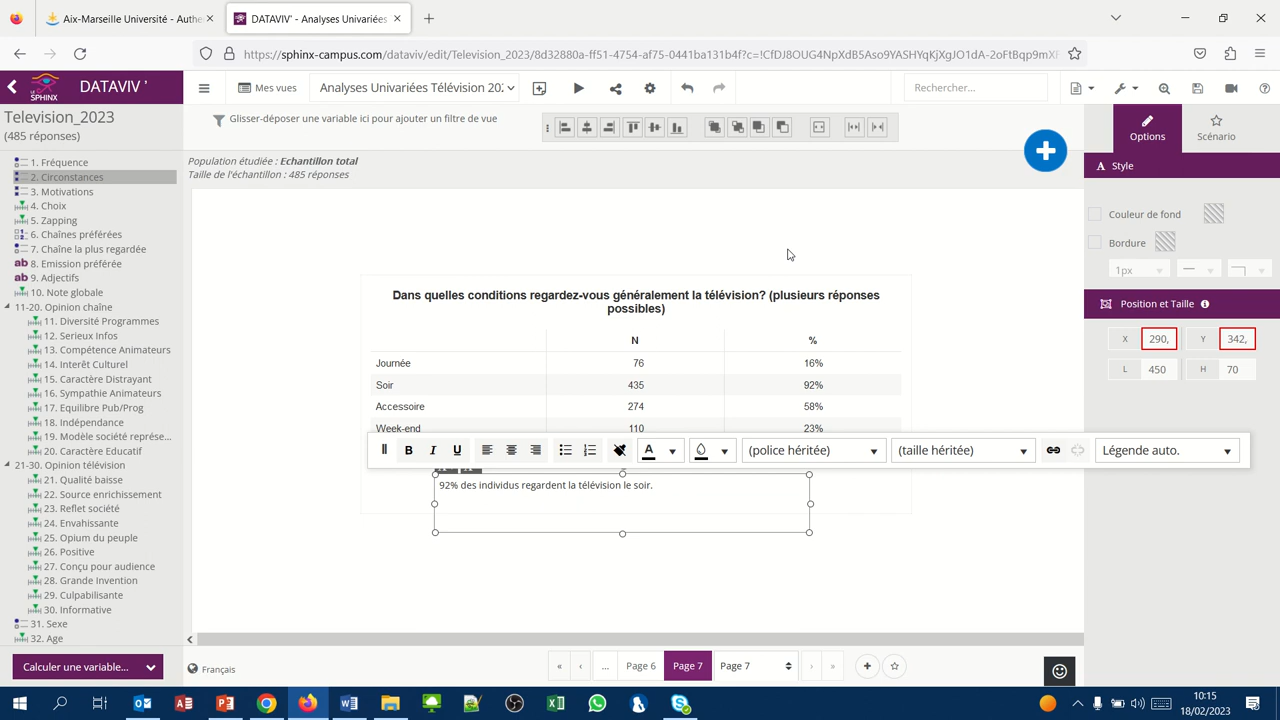 Aix-Marseille Université - Authe
DATAVIV' - Analyses Univariées
https://sphinx-campus.com/dataviv/edit/Television_2023/8d32880a-ff51-4754-af75-0441ba131b4f?c=!CfDJ8OUG4NpXdB5Aso9YASHYqKjXgJO1dA-2oFtBqp9mXF
LE SPHINX
DATAVIV '
Mes vues
Analyses Univariées Télévision 202
Rechercher...
Television_2023
(485 réponses)
Glisser-déposer une variable ici pour ajouter un filtre de vue
Options
Scénario
Population étudiée : Echantillon total
Taille de l'échantillon : 485 réponses
1. Fréquence
2. Circonstances
3. Motivations
4. Choix
5. Zapping
6. Chaînes préférées
7. Chaîne la plus regardée
8. Emission préférée
9. Adjectifs
10. Note globale
11-20. Opinion chaîne
11. Diversité Programmes
12. Serieux Infos
13. Compétence Animateurs
14. Intérêt Culturel
15. Caractère Distrayant
16. Sympathie Animateurs
17. Equilibre Pub/Prog
18. Indépendance
19. Modèle société représe...
20. Caractère Educatif
21-30. Opinion télévision
21. Qualité baisse
22. Source enrichissement
23. Reflet société
24. Envahissante
25. Opium du peuple
26. Positive
27. Conçu pour audience
28. Grande Invention
29. Culpabilisante
30. Informative
31. Sexe
32. Age
Calculer une variable...
Dans quelles conditions regardez-vous généralement la télévision? (plusieurs réponses
possibles)
N %
Journée 76 16%
Soir 435 92%
Accessoire 274 58%
Week-end 110 23%
B I U A (police héritée) (taille héritée) Légende auto.
92% des individus regardent la télévision le soir.
Style
Couleur de fond
Bordure
1px
Position et Taille
X 290, Y 342,
L 450 H 70
Français
« ‹ ... Page 6 Page 7 Page 7 › »
10:15
18/02/2023